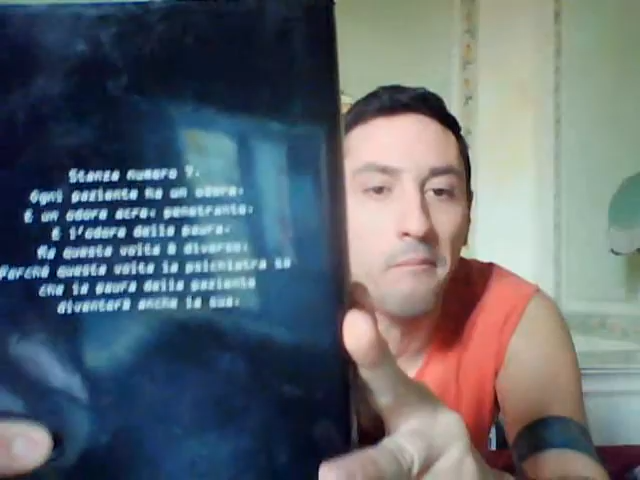 Stanza numero 9.
Ogni paziente ha un odore.
È un odore acre, penetrante.
È l'odore della paura.
Ma questa volta è diverso.
Perché questa volta la psichiatra sa
che la paura della paziente
diventerà anche la sua.